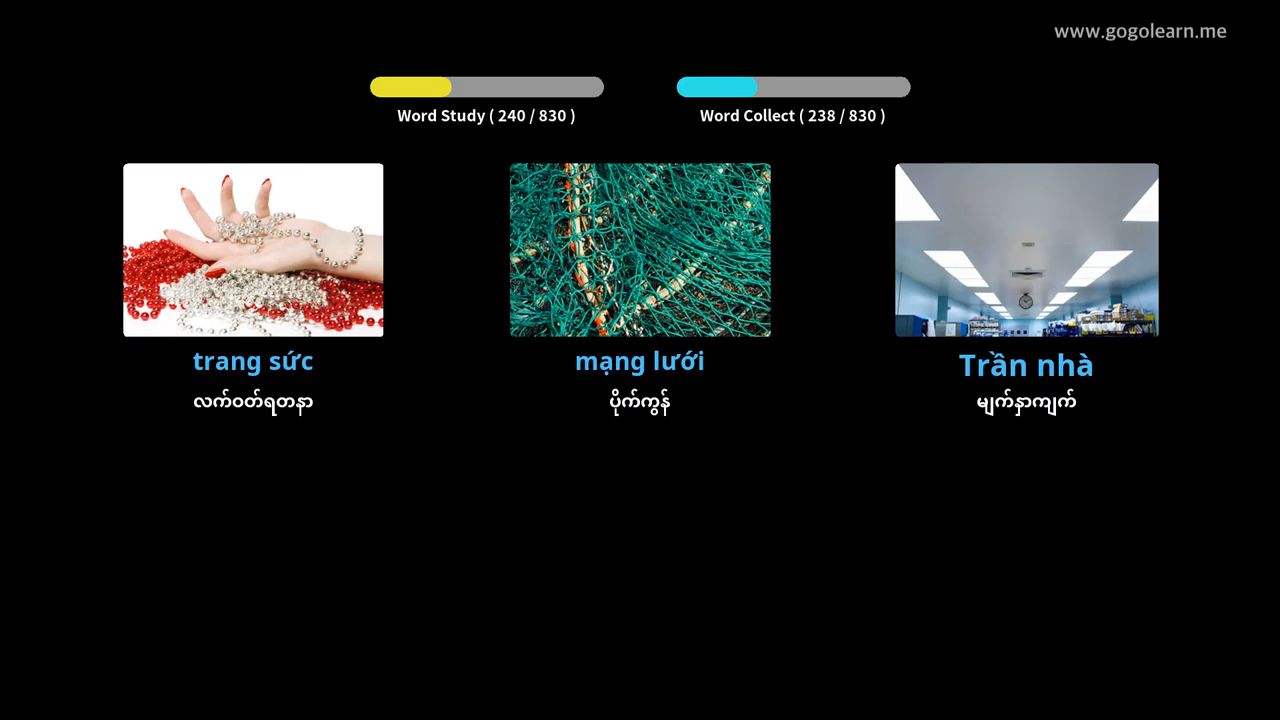 www.gogolearn.me
Word Study ( 240 / 830 )
Word Collect ( 238 / 830 )
trang sức
mạng lưới
Trần nhà
လက်ဝတ်ရတနာ
ပိုက်ကွန်
မျက်နှာကျက်